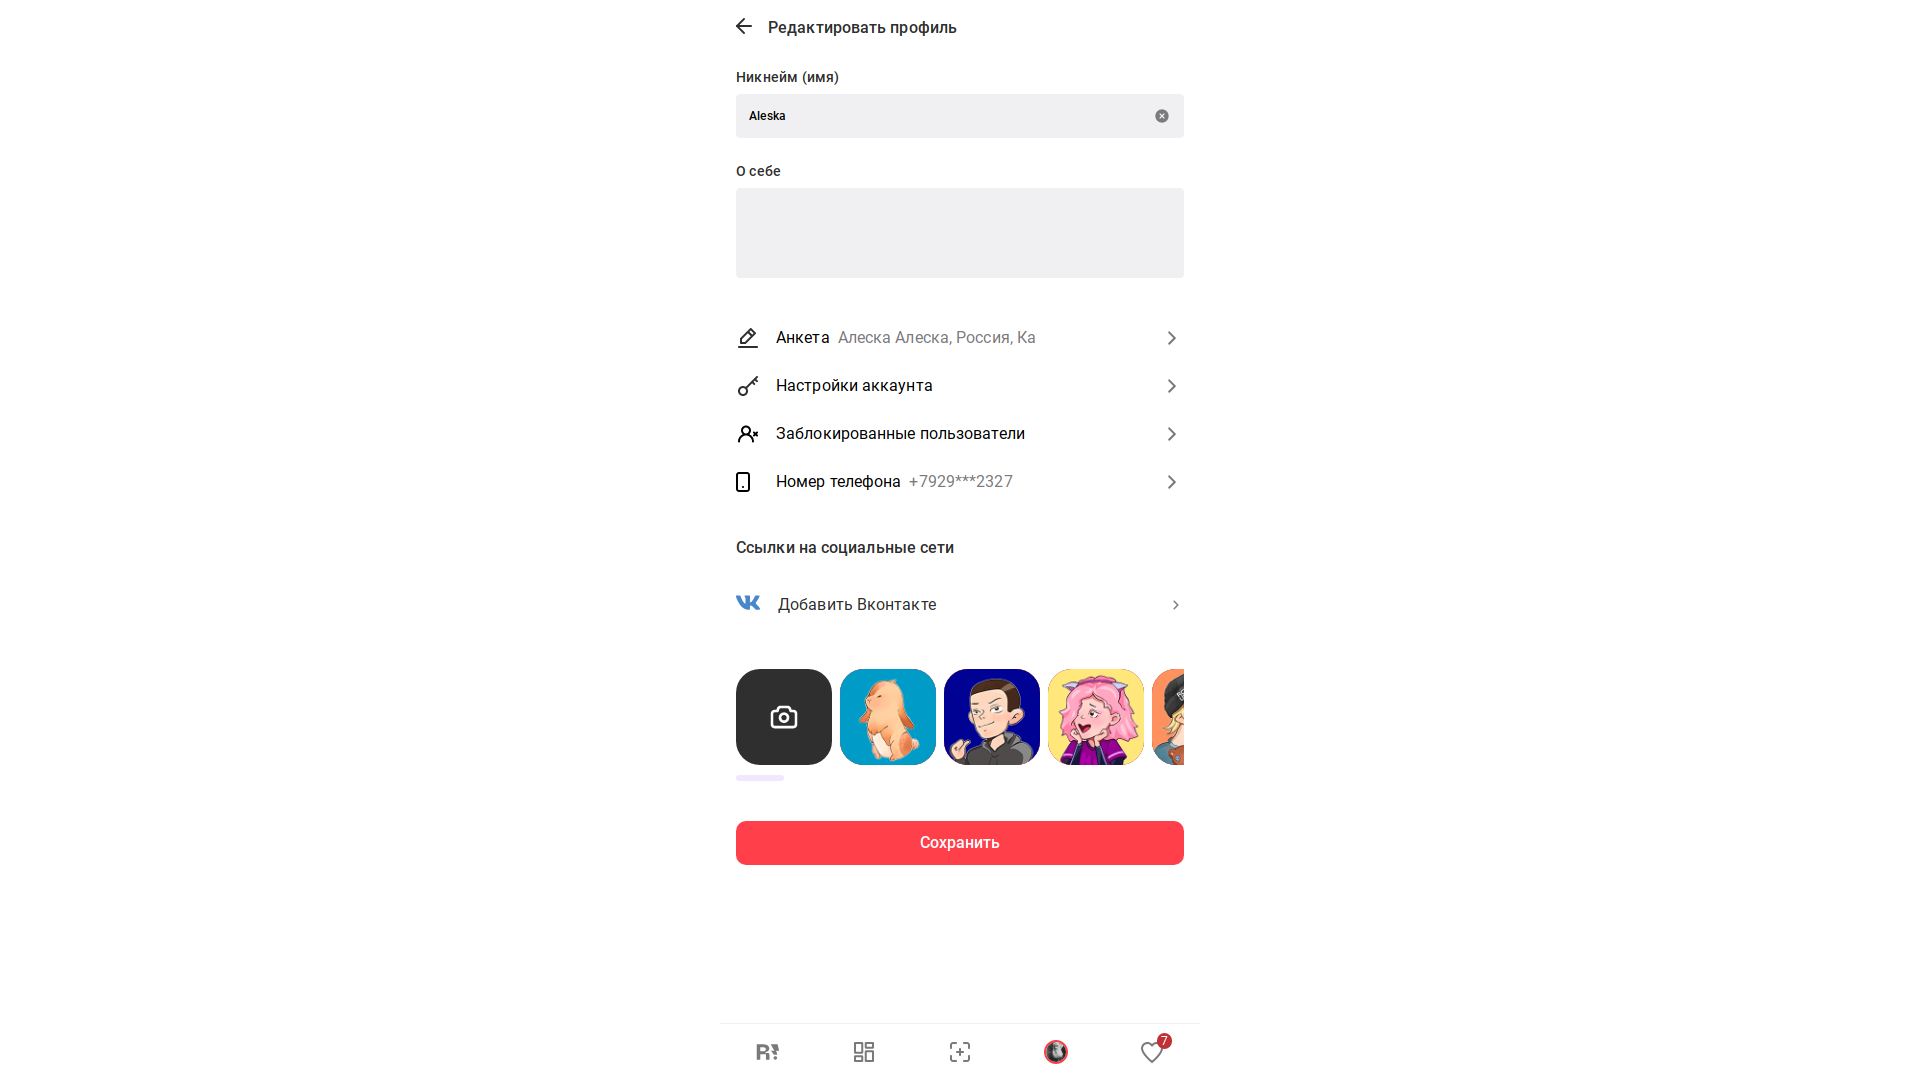 Редактировать профиль
Никнейм (имя)
Aleska
О себе
Анкета Алеска Алеска, Россия, Ка
Настройки аккаунта
Заблокированные пользователи
Номер телефона +7929***2327
Ссылки на социальные сети
Добавить Вконтакте
Сохранить
7